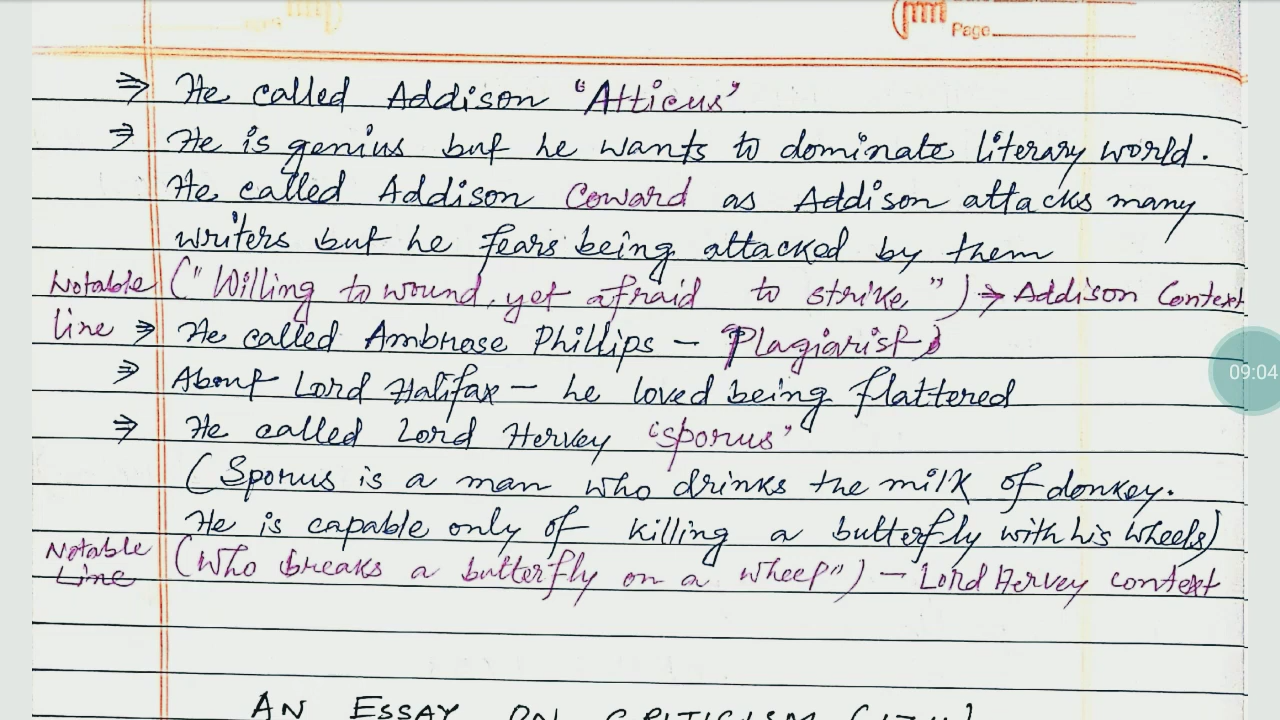 Page
⇒ He called Addison "Atticus"
⇒ He is genius but he wants to dominate literary world.
He called Addison Coward as Addison attacks many
writers but he fears being attacked by them
Notable ("Willing to wound, yet afraid to strike") → Addison Context
line ⇒ He called Ambrose Phillips – Plagiarist)
⇒ About Lord Halifax – he loved being flattered
⇒ He called Lord Hervey "Sporus"
(Sporus is a man who drinks the milk of donkey.
He is capable only of killing a butterfly with his wheels)
Notable (Who breaks a butterfly on a wheel") – Lord Hervey context
Line
AN ESSAY ON CRITICISM (1711)
09:04